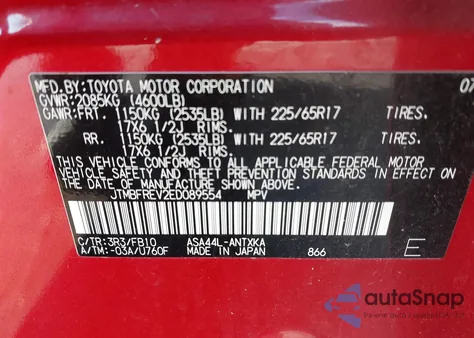 07
MFD.BY:TOYOTA MOTOR CORPORATION
GVWR:2085KG (4600LB)
GAWR:FRT. 1150KG (2535LB) WITH 225/65R17 TIRES.
17X6 1/2J RIMS.
RR. 1150KG (2535LB) WITH 225/65R17 TIRES.
17X6 1/2J RIMS.
THIS VEHICLE CONFORMS TO ALL APPLICABLE FEDERAL MOTOR
VEHICLE SAFETY AND THEFT PREVENTION STANDARDS IN EFFECT
ON THE DATE OF MANUFACTURE SHOWN ABOVE.
JTMBFREV2ED089554 MPV
C/TR:3R3/FB10 ASA44L-ANTXKA
A/TM:-03A/U760F MADE IN JAPAN 866 E
autoSnap